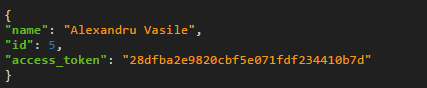 {
"name": "Alexandru Vasile",
"id": 5,
"access_token": "28dfba2e9820cbf5e071fdf234410b7d"
}